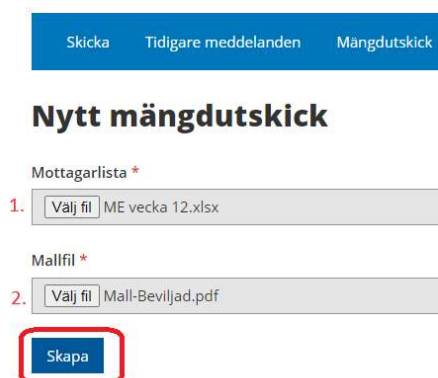 Skicka Tidigare meddelanden Mängdutskick
Nytt mängdutskick
Mottagarlista *
1. Välj fil ME vecka 12.xlsx
Mallfil *
2. Välj fil Mall-Beviljad.pdf
Skapa